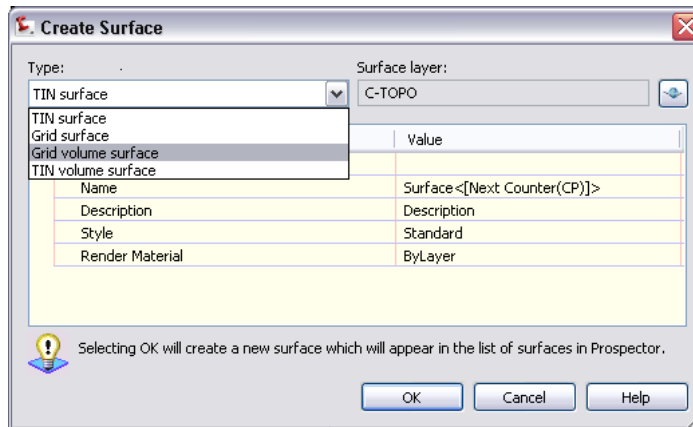 Create Surface
Type:
Surface layer:
TIN surface
C-TOPO
TIN surface
Grid surface
Grid volume surface
TIN volume surface
Value
Name Surface<[Next Counter(CP)]>
Description Description
Style Standard
Render Material ByLayer
Selecting OK will create a new surface which will appear in the list of surfaces in Prospector.
OK Cancel Help